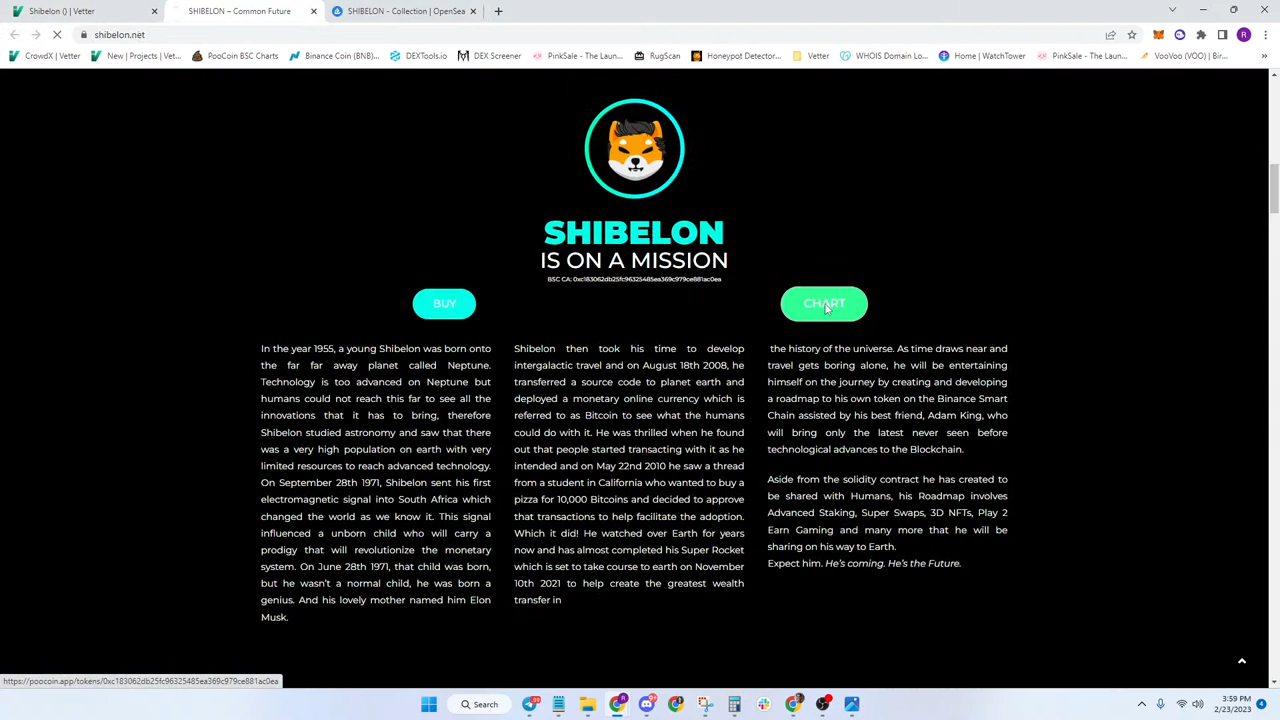 Shibelon () | Vetter
SHIBELON – Common Future
SHIBELON - Collection | OpenSea
shibelon.net
CrowdX | Vetter
New | Projects | Vet...
PooCoin BSC Charts
Binance Coin (BNB)...
DEXTools.io
DEX Screener
PinkSale - The Laun...
RugScan
Honeypot Detector...
Vetter
WHOIS Domain Lo...
Home | WatchTower
PinkSale - The Laun...
VooVoo (VOO) | Bir...
SHIBELON
IS ON A MISSION
BSC CA: 0xc183062db25fc96325485ea369c979ce881ac0ea
BUY
CHART
In the year 1955, a young Shibelon was born onto
the far far away planet called Neptune.
Technology is too advanced on Neptune but
humans could not reach this far to see all the
innovations that it has to bring, therefore
Shibelon studied astronomy and saw that there
was a very high population on earth with very
limited resources to reach advanced technology.
On September 28th 1971, Shibelon sent his first
electromagnetic signal into South Africa which
changed the world as we know it. This signal
influenced a unborn child who will carry a
prodigy that will revolutionize the monetary
system. On June 28th 1971, that child was born,
but he wasn't a normal child, he was born a
genius. And his lovely mother named him Elon
Musk.
Shibelon then took his time to develop
intergalactic travel and on August 18th 2008, he
transferred a source code to planet earth and
deployed a monetary online currency which is
referred to as Bitcoin to see what the humans
could do with it. He was thrilled when he found
out that people started transacting with it as he
intended and on May 22nd 2010 he saw a thread
from a student in California who wanted to buy a
pizza for 10,000 Bitcoins and decided to approve
that transactions to help facilitate the adoption.
Which it did! He watched over Earth for years
now and has almost completed his Super Rocket
which is set to take course to earth on November
10th 2021 to help create the greatest wealth
transfer in
the history of the universe. As time draws near and
travel gets boring alone, he will be entertaining
himself on the journey by creating and developing
a roadmap to his own token on the Binance Smart
Chain assisted by his best friend, Adam King, who
will bring only the latest never seen before
technological advances to the Blockchain.
Aside from the solidity contract he has created to
be shared with Humans, his Roadmap involves
Advanced Staking, Super Swaps, 3D NFTs, Play 2
Earn Gaming and many more that he will be
sharing on his way to Earth.
Expect him. He's coming. He's the Future.
https://poocoin.app/tokens/0xc183062db25fc96325485ea369c979ce881ac0ea
Search
3:59 PM
2/23/2023